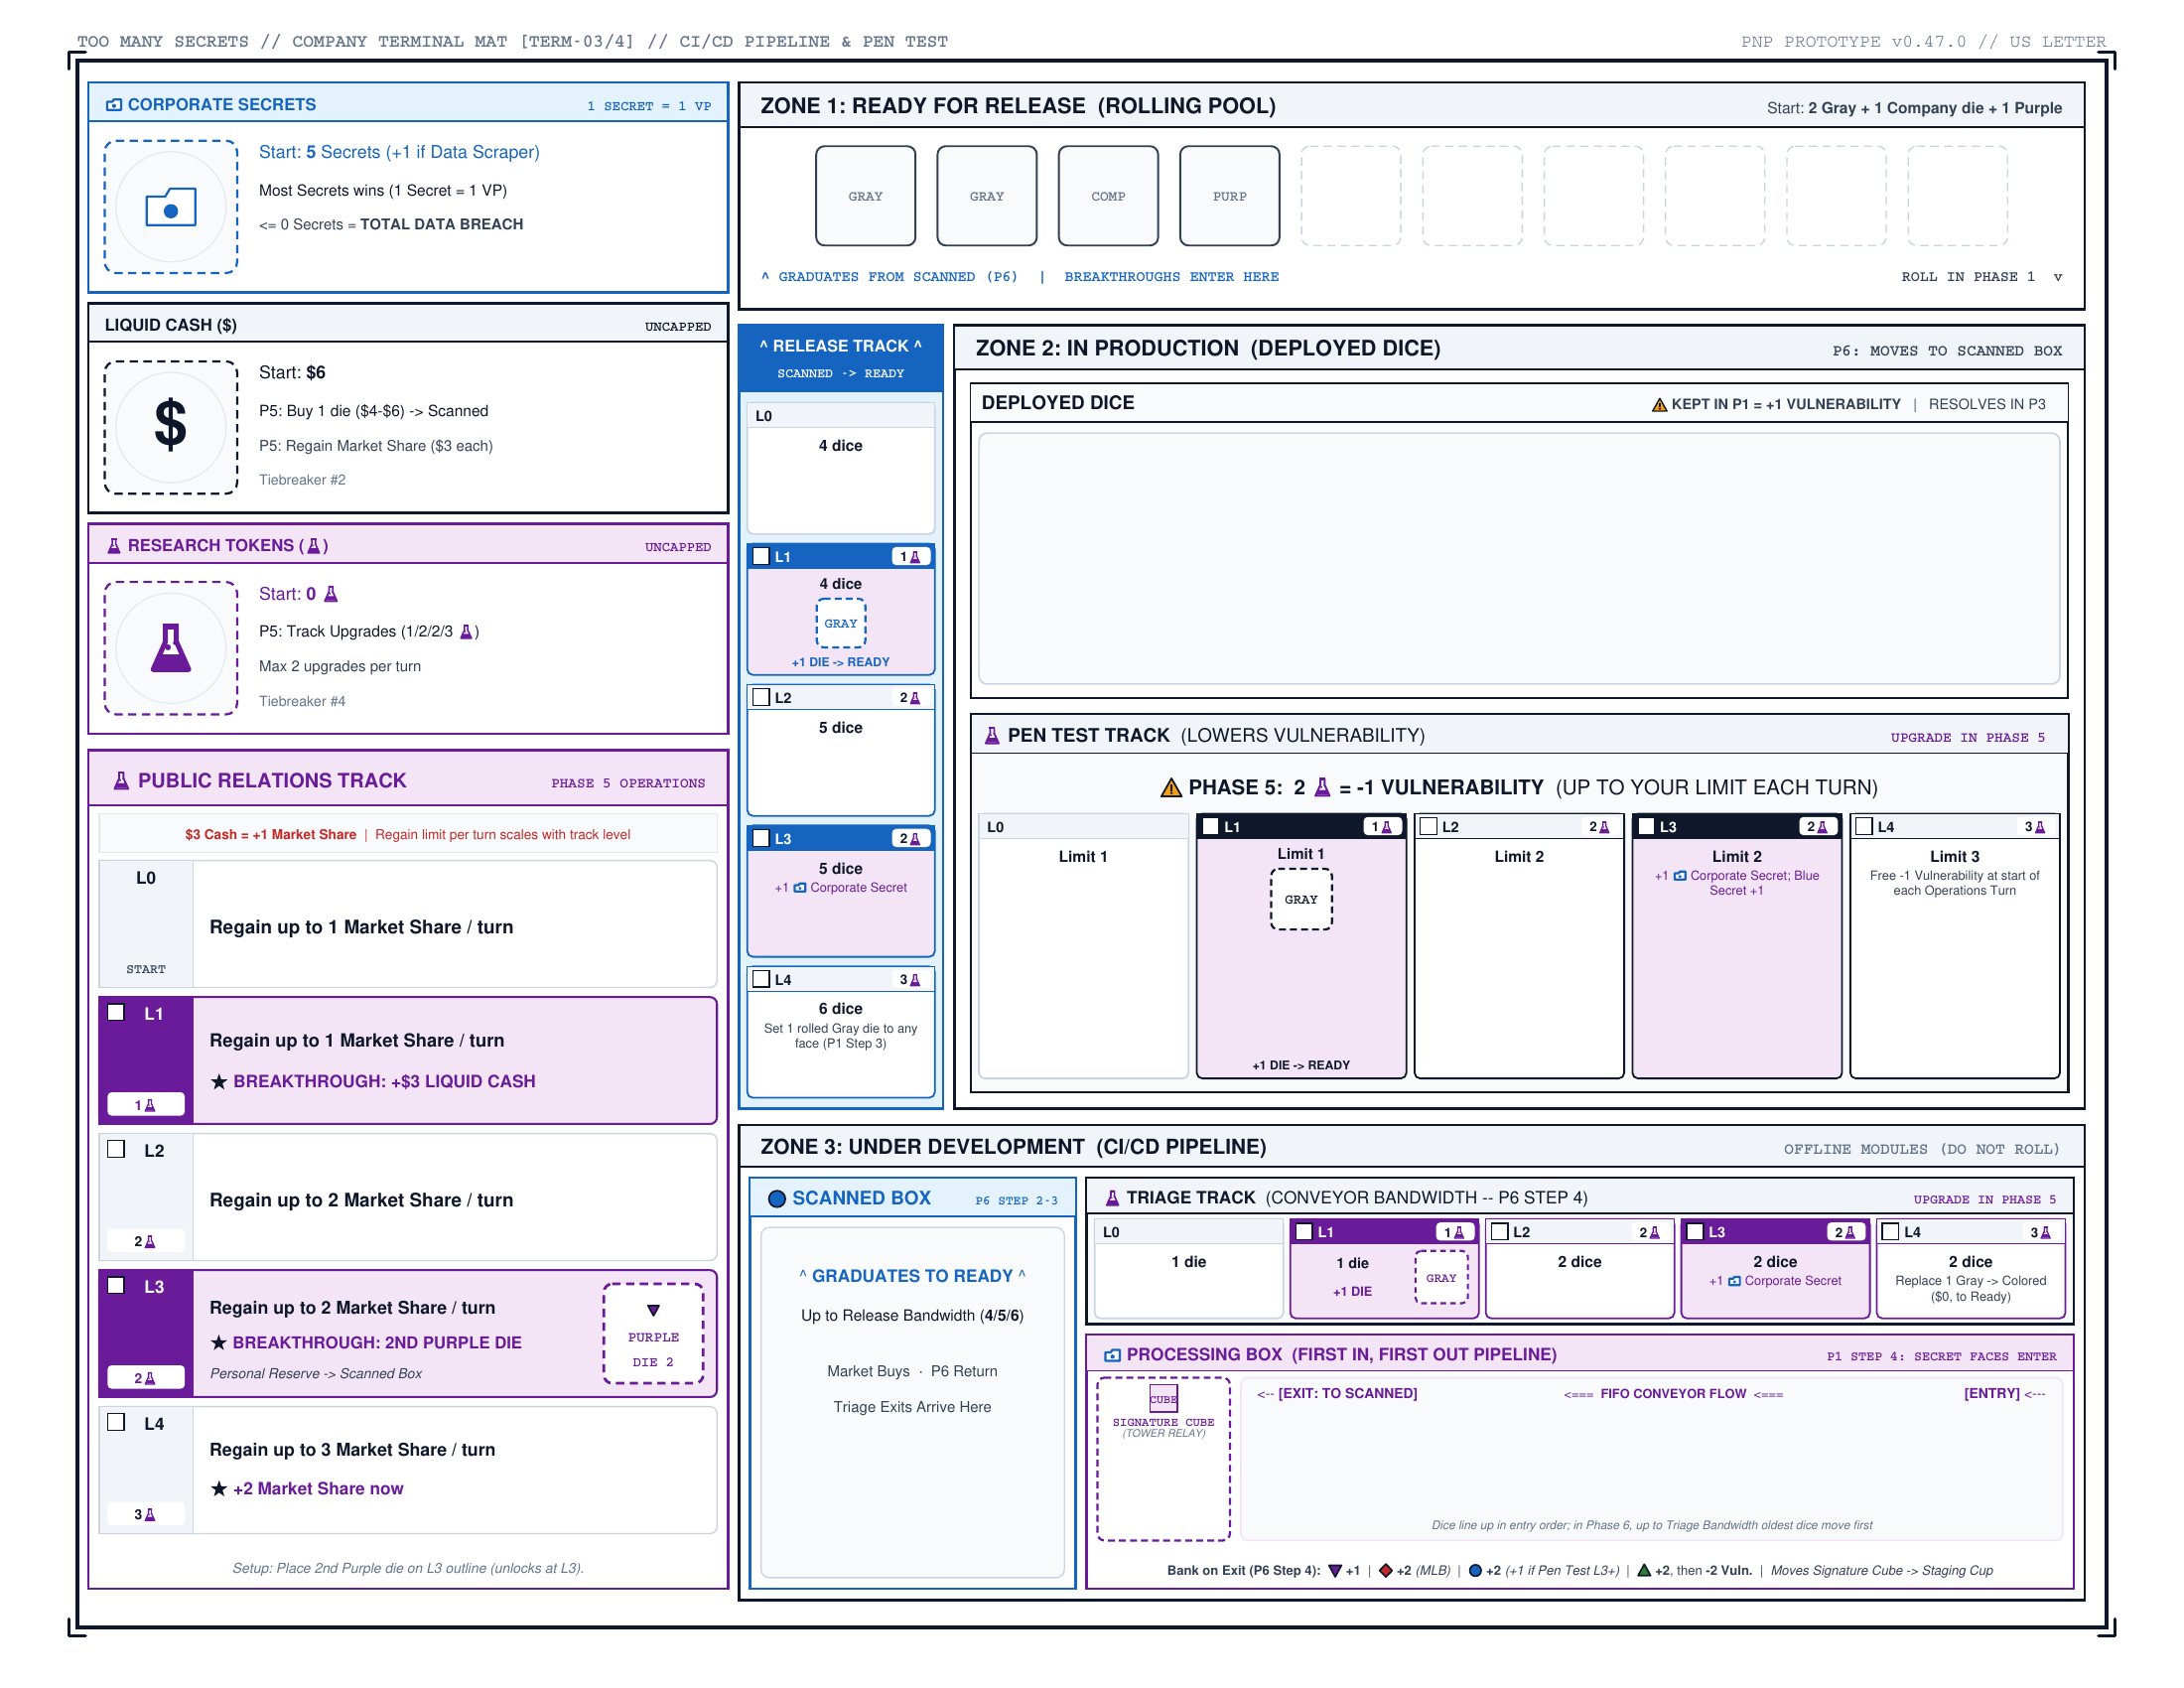 TOO MANY SECRETS // COMPANY TERMINAL MAT [TERM-03/4] // CI/CD PIPELINE & PEN TEST
PNP PROTOTYPE v0.47.0 // US LETTER
CORPORATE SECRETS
1 SECRET = 1 VP
Start: 5 Secrets (+1 if Data Scraper)
Most Secrets wins (1 Secret = 1 VP)
<= 0 Secrets = TOTAL DATA BREACH
LIQUID CASH ($)
UNCAPPED
$
Start: $6
P5: Buy 1 die ($4-$6) -> Scanned
P5: Regain Market Share ($3 each)
Tiebreaker #2
RESEARCH TOKENS ( )
UNCAPPED
Start: 0
P5: Track Upgrades (1/2/2/3 )
Max 2 upgrades per turn
Tiebreaker #4
PUBLIC RELATIONS TRACK
PHASE 5 OPERATIONS
$3 Cash = +1 Market Share | Regain limit per turn scales with track level
L0
START
Regain up to 1 Market Share / turn
L1
1
Regain up to 1 Market Share / turn
★ BREAKTHROUGH: +$3 LIQUID CASH
L2
2
Regain up to 2 Market Share / turn
L3
2
Regain up to 2 Market Share / turn
★ BREAKTHROUGH: 2ND PURPLE DIE
Personal Reserve -> Scanned Box
▼
PURPLE
DIE 2
L4
3
Regain up to 3 Market Share / turn
★ +2 Market Share now
Setup: Place 2nd Purple die on L3 outline (unlocks at L3).
ZONE 1: READY FOR RELEASE (ROLLING POOL)
Start: 2 Gray + 1 Company die + 1 Purple
GRAY
GRAY
COMP
PURP
^ GRADUATES FROM SCANNED (P6) | BREAKTHROUGHS ENTER HERE
ROLL IN PHASE 1 v
^ RELEASE TRACK ^
SCANNED -> READY
L0
4 dice
L1
1
4 dice
GRAY
+1 DIE -> READY
L2
2
5 dice
L3
2
5 dice
+1 Corporate Secret
L4
3
6 dice
Set 1 rolled Gray die to any
face (P1 Step 3)
ZONE 2: IN PRODUCTION (DEPLOYED DICE)
P6: MOVES TO SCANNED BOX
DEPLOYED DICE
KEPT IN P1 = +1 VULNERABILITY | RESOLVES IN P3
PEN TEST TRACK (LOWERS VULNERABILITY)
UPGRADE IN PHASE 5
PHASE 5: 2 = -1 VULNERABILITY (UP TO YOUR LIMIT EACH TURN)
L0
Limit 1
L1
1
Limit 1
GRAY
+1 DIE -> READY
L2
2
Limit 2
L3
2
Limit 2
+1 Corporate Secret; Blue
Secret +1
L4
3
Limit 3
Free -1 Vulnerability at start of
each Operations Turn
ZONE 3: UNDER DEVELOPMENT (CI/CD PIPELINE)
OFFLINE MODULES (DO NOT ROLL)
SCANNED BOX
P6 STEP 2-3
^ GRADUATES TO READY ^
Up to Release Bandwidth (4/5/6)
Market Buys · P6 Return
Triage Exits Arrive Here
TRIAGE TRACK (CONVEYOR BANDWIDTH -- P6 STEP 4)
UPGRADE IN PHASE 5
L0
1 die
L1
1
1 die
+1 DIE
GRAY
L2
2
2 dice
L3
2
2 dice
+1 Corporate Secret
L4
3
2 dice
Replace 1 Gray -> Colored
($0, to Ready)
PROCESSING BOX (FIRST IN, FIRST OUT PIPELINE)
P1 STEP 4: SECRET FACES ENTER
CUBE
SIGNATURE CUBE
(TOWER RELAY)
<-- [EXIT: TO SCANNED]
<=== FIFO CONVEYOR FLOW <===
[ENTRY] <---
Dice line up in entry order; in Phase 6, up to Triage Bandwidth oldest dice move first
Bank on Exit (P6 Step 4): ▼ +1 | ♦ +2 (MLB) | ● +2 (+1 if Pen Test L3+) | ▲ +2, then -2 Vuln. | Moves Signature Cube -> Staging Cup